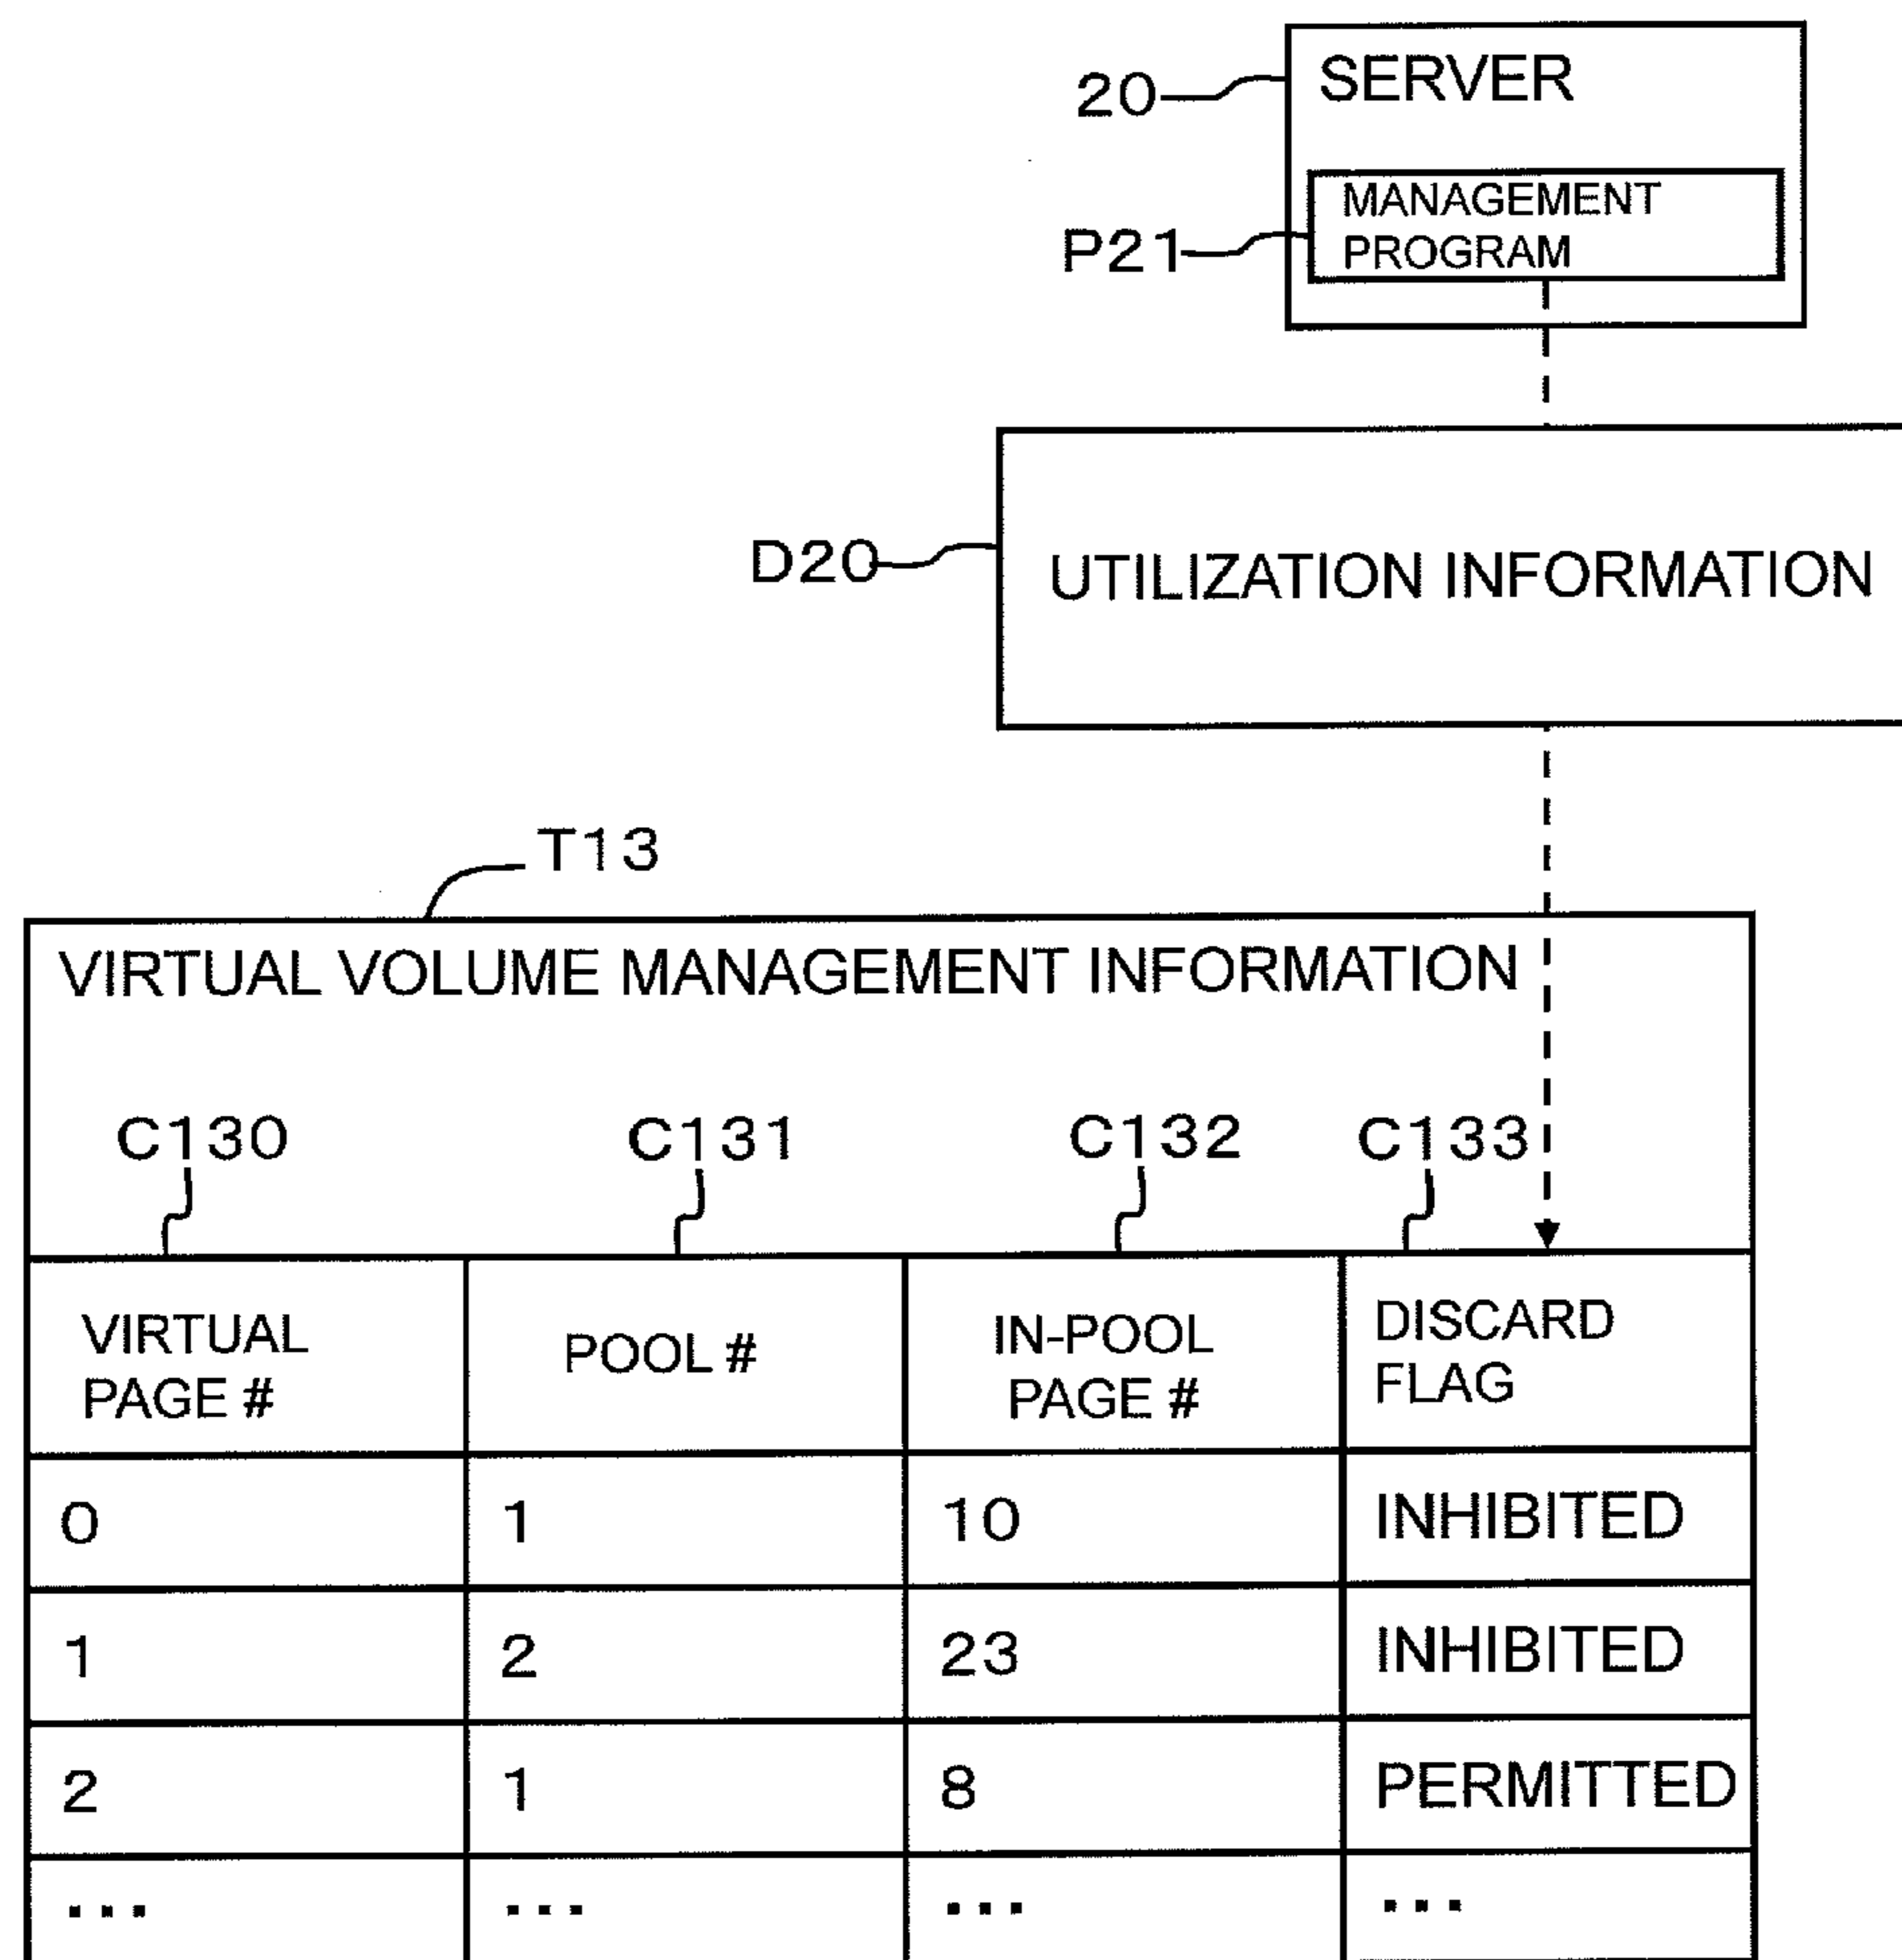 SERVER
20
MANAGEMENT
P21
PROGRAM
D20
UTILIZATION INFORMATION
T13
VIRTUAL VOLUME MANAGEMENT INFORMATION
C130 C131 C132 C133
VIRTUAL PAGE # POOL # IN-POOL PAGE # DISCARD FLAG
0 1 10 INHIBITED
1 2 23 INHIBITED
2 1 8 PERMITTED
... ... ... ...